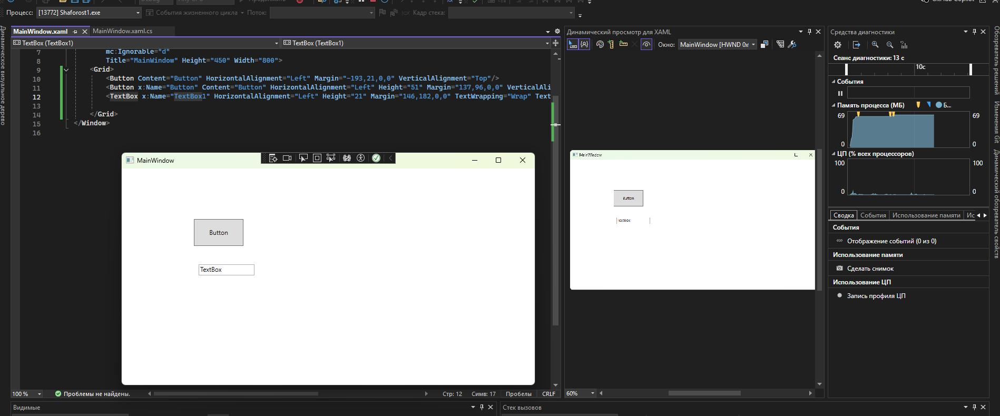 GitHub Copilot
Процесс: [13772] Shaforost1.exe События жизненного цикла Поток: Кадр стека:
Динамическое визуальное дерево
MainWindow.xaml MainWindow.xaml.cs
TextBox (TextBox1) TextBox (TextBox1)
7 mc:Ignorable="d"
8 Title="MainWindow" Height="450" Width="800">
9 <Grid>
10 <Button Content="Button" HorizontalAlignment="Left" Margin="-193,21,0,0" VerticalAlignment="Top"/>
11 <Button x:Name="Button" Content="Button" HorizontalAlignment="Left" Height="51" Margin="137,96,0,0" VerticalAli
12 <TextBox x:Name="TextBox1" HorizontalAlignment="Left" Height="21" Margin="146,182,0,0" TextWrapping="Wrap" Text
13
14 </Grid>
15 </Window>
16
MainWindow
Button
TextBox
100 % Проблемы не найдены. Стр: 12 Симв: 17 Пробелы CRLF
Видимые
Стек вызовов
Динамический просмотр для XAML
Окно: MainWindow [HWND 0x
MainWindow
Button
TextBox
60%
Средства диагностики
Сеанс диагностики: 13 с
10с
События
Память процесса (МБ) Б...
69 69
0 0
ЦП (% всех процессоров)
100 100
0 0
Сводка События Использование памяти Ис
События
Отображение событий (0 из 0)
Использование памяти
Сделать снимок
Использование ЦП
Запись профиля ЦП
Обозреватель решений
Изменения Git
Динамический обозреватель свойств